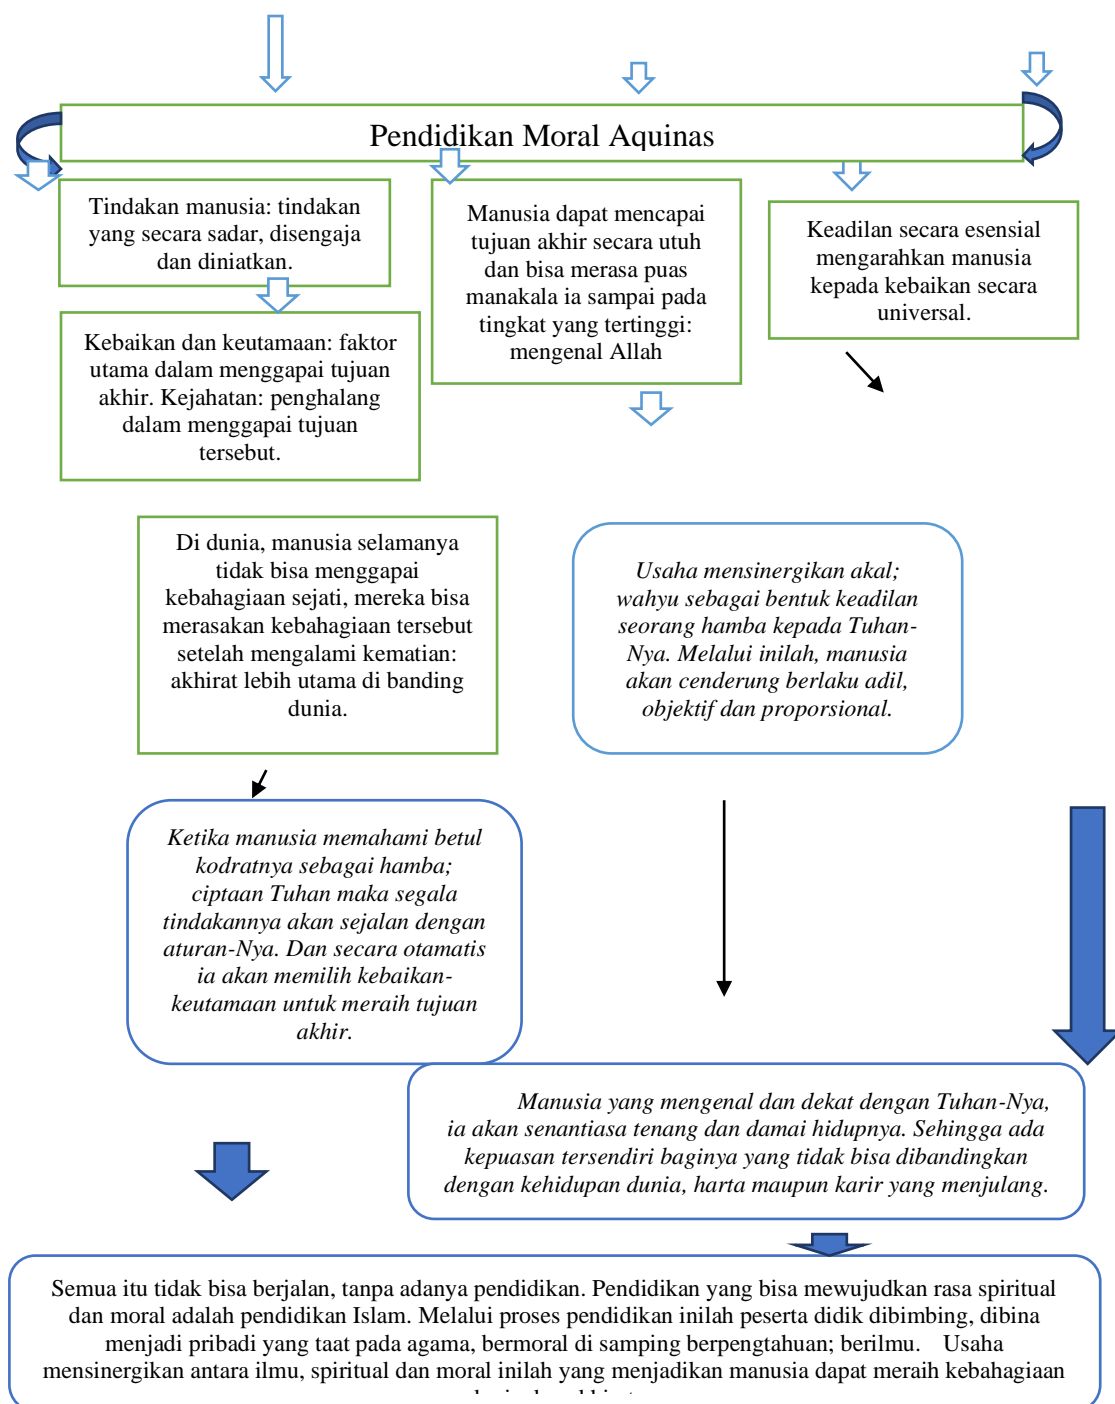 Pendidikan Moral Aquinas
Tindakan manusia: tindakan
yang secara sadar, disengaja
dan diniatkan.
Kebaikan dan keutamaan: faktor
utama dalam menggapai tujuan
akhir. Kejahatan: penghalang
dalam menggapai tujuan
tersebut.
Manusia dapat mencapai
tujuan akhir secara utuh
dan bisa merasa puas
manakala ia sampai pada
tingkat yang tertinggi:
mengenal Allah
Keadilan secara esensial
mengarahkan manusia
kepada kebaikan secara
universal.
Di dunia, manusia selamanya
tidak bisa menggapai
kebahagiaan sejati, mereka bisa
merasakan kebahagiaan tersebut
setelah mengalami kematian:
akhirat lebih utama di banding
dunia.
Usaha mensinergikan akal;
wahyu sebagai bentuk keadilan
seorang hamba kepada Tuhan-
Nya. Melalui inilah, manusia
akan cenderung berlaku adil,
objektif dan proporsional.
Ketika manusia memahami betul
kodratnya sebagai hamba;
ciptaan Tuhan maka segala
tindakannya akan sejalan dengan
aturan-Nya. Dan secara otamatis
ia akan memilih kebaikan-
keutamaan untuk meraih tujuan
akhir.
Manusia yang mengenal dan dekat dengan Tuhan-Nya,
ia akan senantiasa tenang dan damai hidupnya. Sehingga ada
kepuasan tersendiri baginya yang tidak bisa dibandingkan
dengan kehidupan dunia, harta maupun karir yang menjulang.
Semua itu tidak bisa berjalan, tanpa adanya pendidikan. Pendidikan yang bisa mewujudkan rasa spiritual
dan moral adalah pendidikan Islam. Melalui proses pendidikan inilah peserta didik dibimbing, dibina
menjadi pribadi yang taat pada agama, bermoral di samping berpengtahuan; berilmu. Usaha
mensinergikan antara ilmu, spiritual dan moral inilah yang menjadikan manusia dapat meraih kebahagiaan